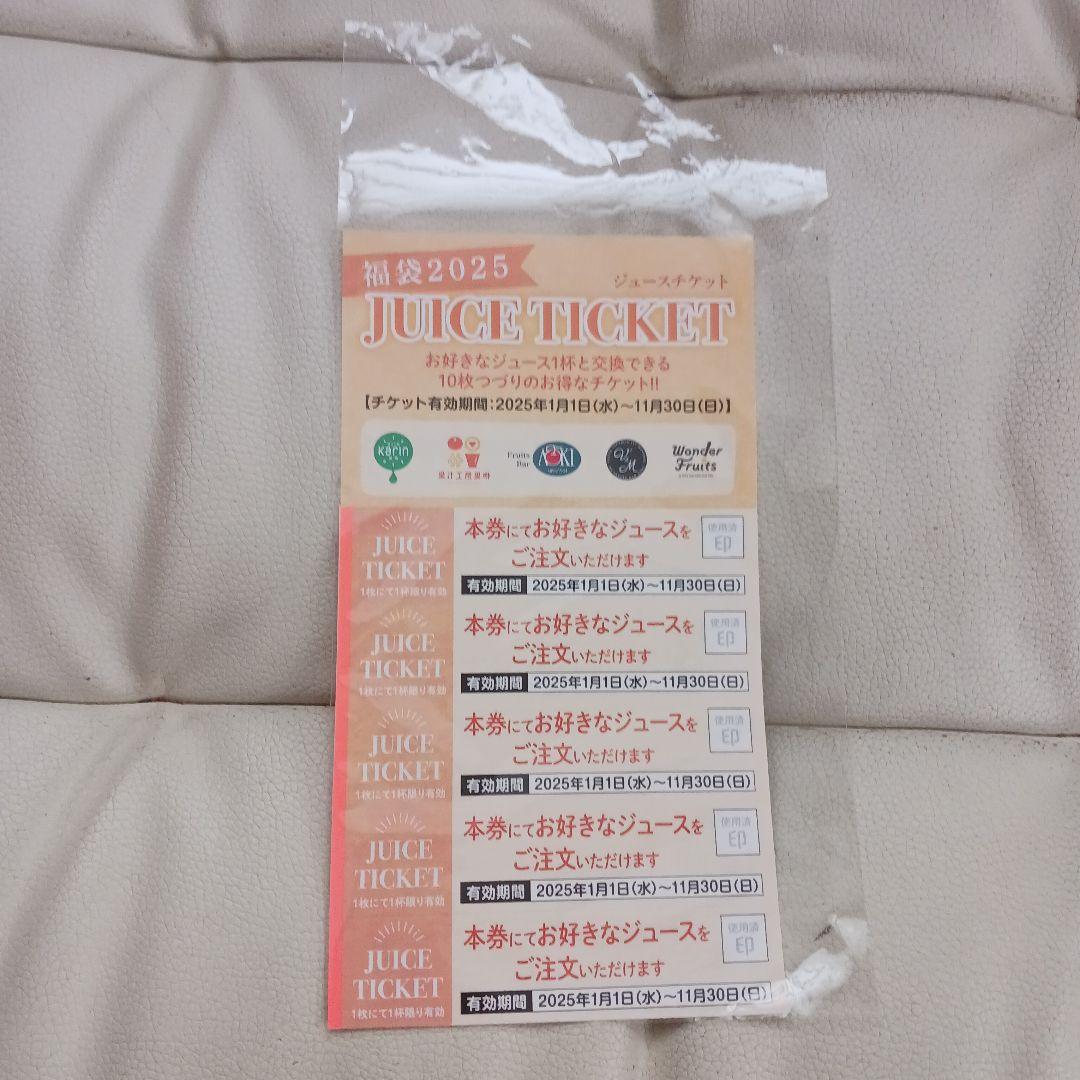 福袋2025
ジュースチケット
JUICE TICKET
お好きなジュース1杯と交換できる
10枚つづりのお得なチケット!!
【チケット有効期間：2025年1月1日(水)～11月30日(日)】
karin
果汁工房果琳
Fruits Bar AOKI
VM
Wonder Fruits
JUICE
TICKET
1枚にて1杯限り有効
本券にてお好きなジュースを
ご注文いただけます
使用済
印
有効期間 2025年1月1日(水)～11月30日(日)
JUICE
TICKET
1枚にて1杯限り有効
本券にてお好きなジュースを
ご注文いただけます
使用済
印
有効期間 2025年1月1日(水)～11月30日(日)
JUICE
TICKET
1枚にて1杯限り有効
本券にてお好きなジュースを
ご注文いただけます
使用済
印
有効期間 2025年1月1日(水)～11月30日(日)
JUICE
TICKET
1枚にて1杯限り有効
本券にてお好きなジュースを
ご注文いただけます
使用済
印
有効期間 2025年1月1日(水)～11月30日(日)
JUICE
TICKET
1枚にて1杯限り有効
本券にてお好きなジュースを
ご注文いただけます
使用済
印
有効期間 2025年1月1日(水)～11月30日(日)